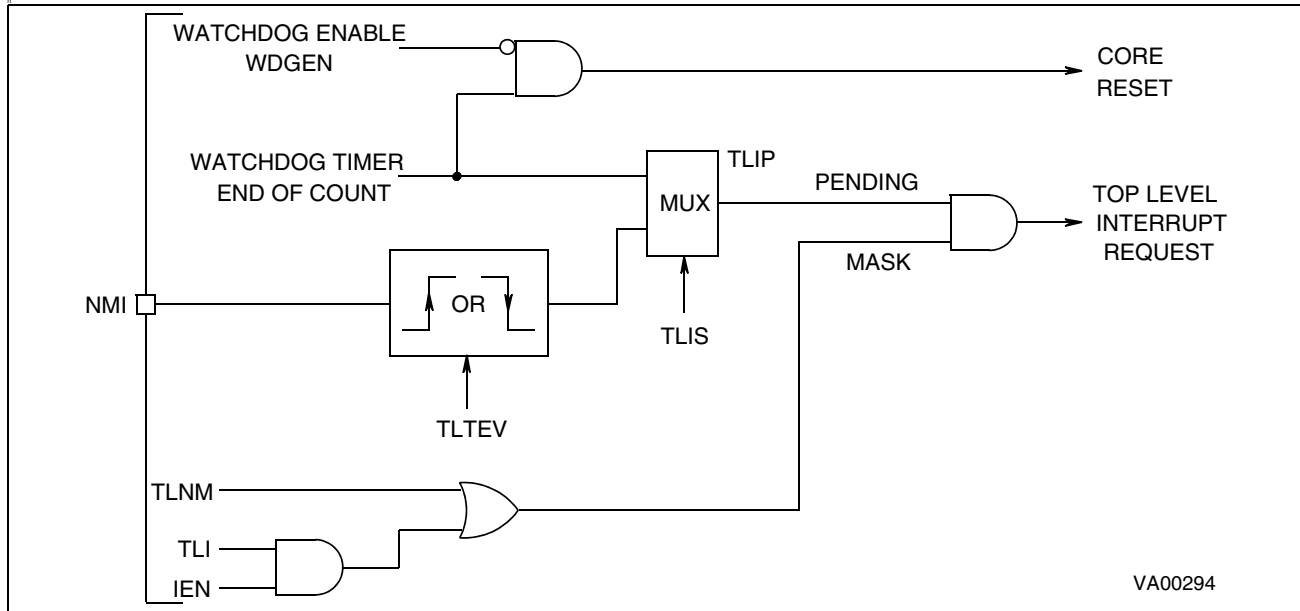 WATCHDOG ENABLE
WDGEN
CORE
RESET
WATCHDOG TIMER
END OF COUNT
TLIP
MUX
PENDING
TOP LEVEL
INTERRUPT
REQUEST
MASK
NMI
OR
TLIS
TLTEV
TLNM
TLI
IEN
VA00294